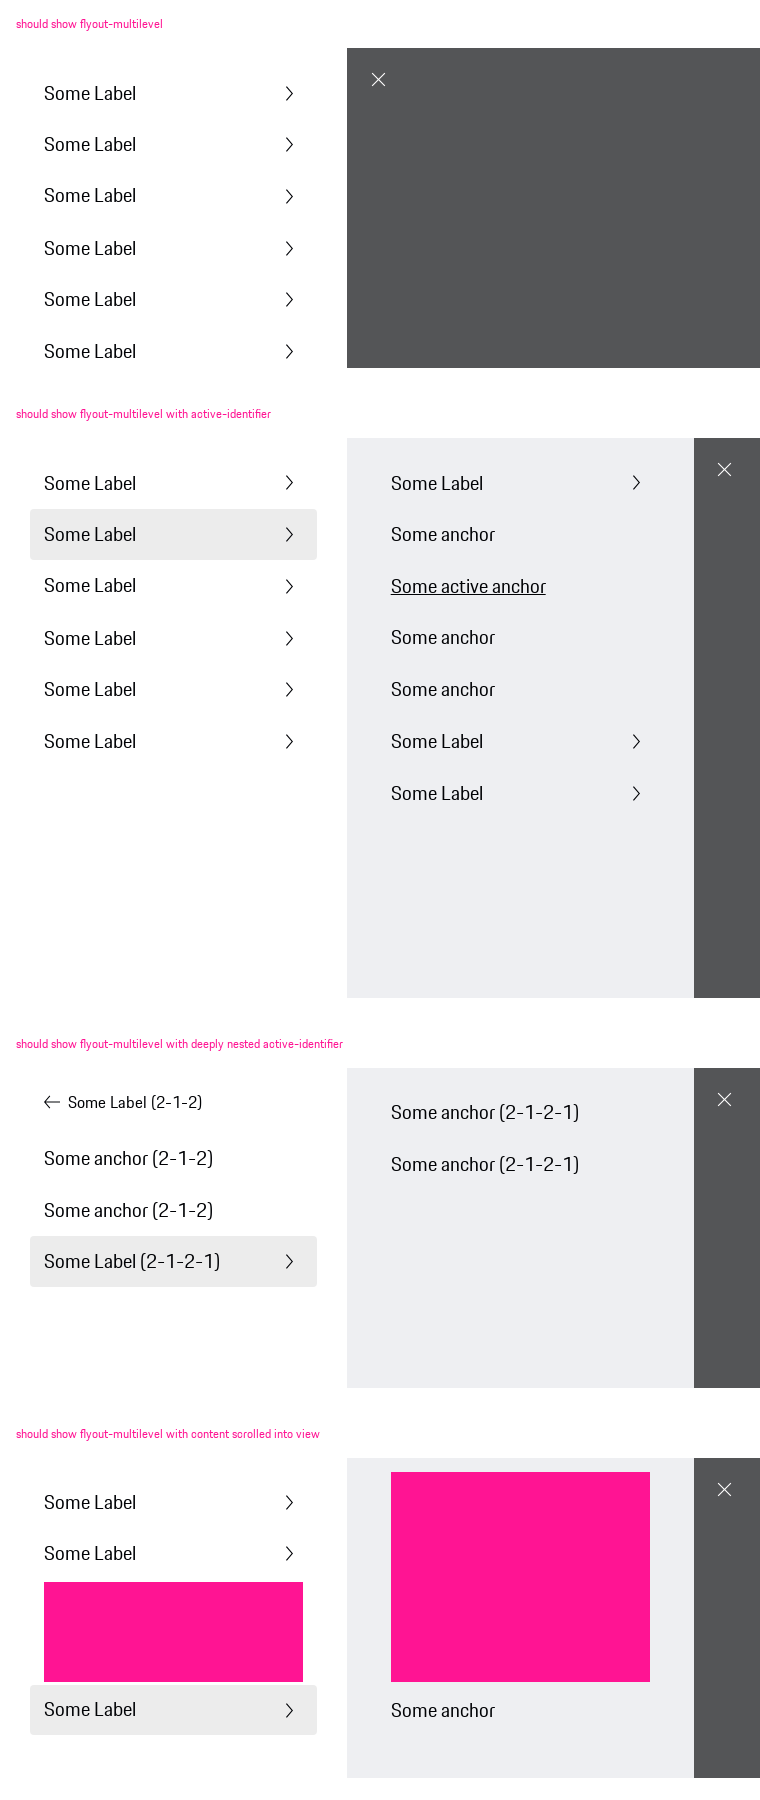 should show flyout-multilevel
Some Label
Some Label
Some Label
Some Label
Some Label
Some Label
should show flyout-multilevel with active-identifier
Some Label
Some Label
Some Label
Some Label
Some Label
Some Label
Some Label
Some anchor
Some active anchor
Some anchor
Some anchor
Some Label
Some Label
should show flyout-multilevel with deeply nested active-identifier
Some Label (2-1-2)
Some anchor (2-1-2)
Some anchor (2-1-2)
Some Label (2-1-2-1)
Some anchor (2-1-2-1)
Some anchor (2-1-2-1)
should show flyout-multilevel with content scrolled into view
Some Label
Some Label
Some Label
Some anchor